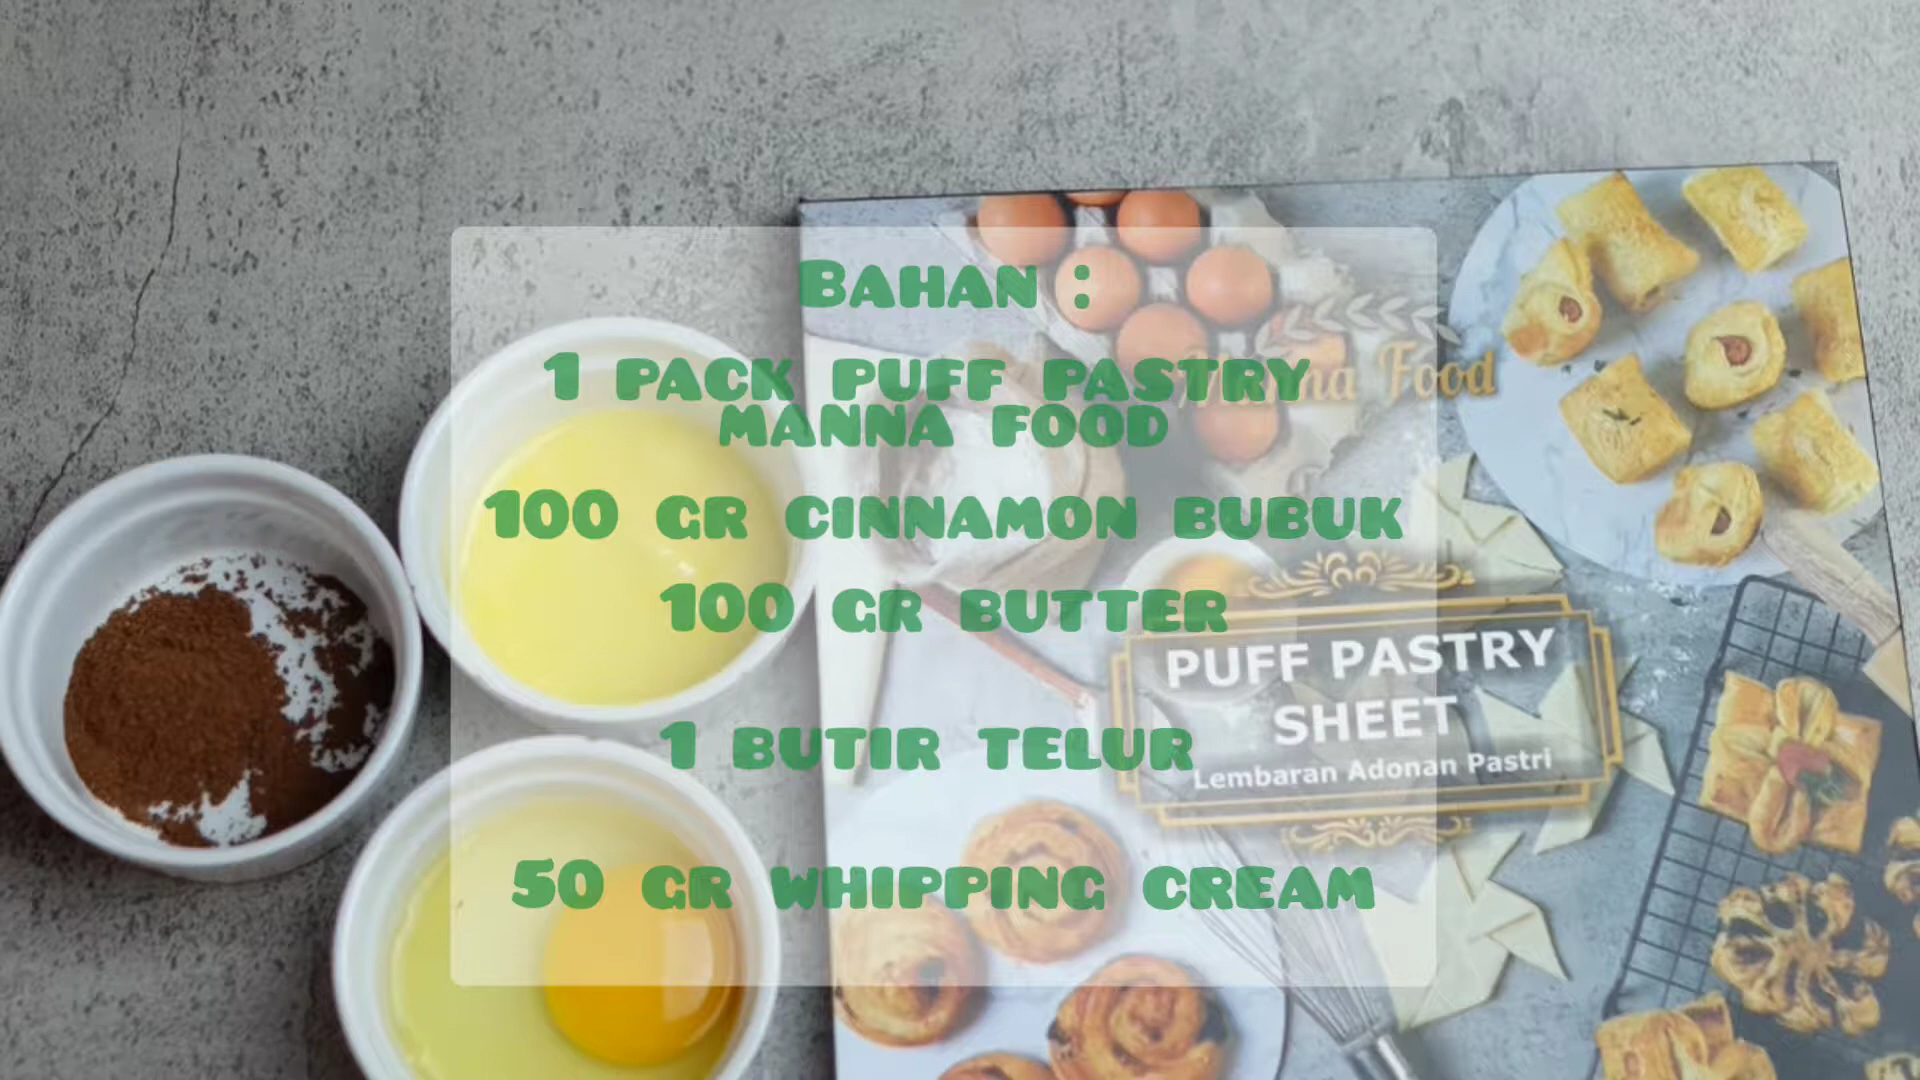 Bahan :
1 pack puff pastry
Manna Food
100 gr cinnamon bubuk
100 gr butter
1 butir telur
50 gr whipping cream
Manna Food
PUFF PASTRY
SHEET
Lembaran Adonan Pastri